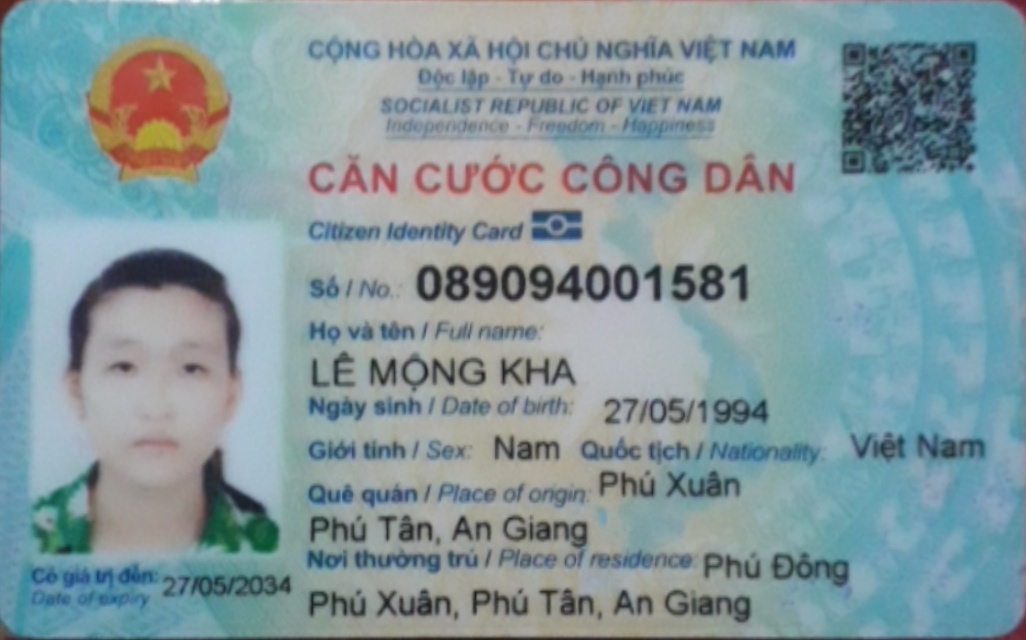 CỘNG HÒA XÃ HỘI CHỦ NGHĨA VIỆT NAM
Độc lập - Tự do - Hạnh phúc
SOCIALIST REPUBLIC OF VIET NAM
Independence - Freedom - Happiness
CĂN CƯỚC CÔNG DÂN
Citizen Identity Card
Số / No.: 089094001581
Họ và tên / Full name:
LÊ MỘNG KHA
Ngày sinh / Date of birth: 27/05/1994
Giới tính / Sex: Nam Quốc tịch / Nationality: Việt Nam
Quê quán / Place of origin: Phú Xuân
Phú Tân, An Giang
Nơi thường trú / Place of residence: Phú Đông
Phú Xuân, Phú Tân, An Giang
Có giá trị đến: 27/05/2034
Date of expiry